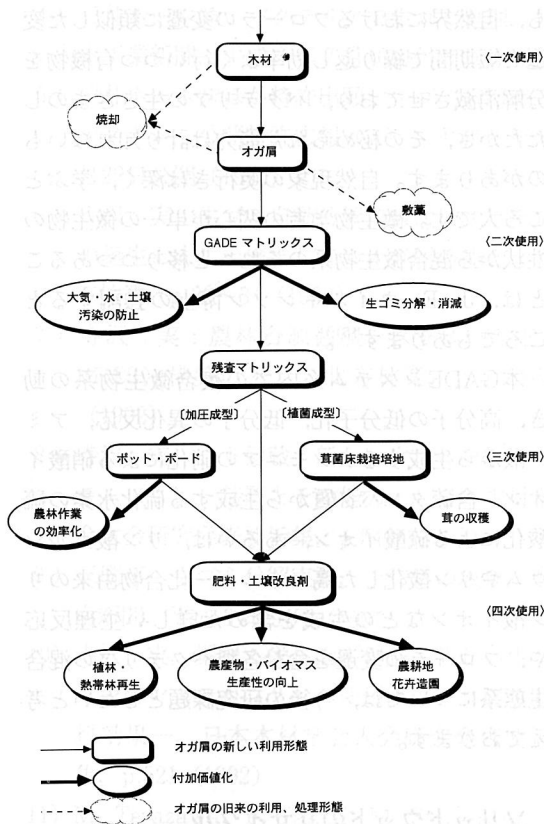 木材
〈一次使用〉
焼却
オガ屑
敷藁
GADE マトリックス
〈二次使用〉
大気・水・土壌
汚染の防止
生ゴミ分解・消滅
残査マトリックス
〔加圧成型〕
〔植菌成型〕
ポット・ボード
茸菌床栽培培地
〈三次使用〉
農林作業
の効率化
茸の収穫
肥料・土壌改良剤
〈四次使用〉
植林・
熱帯林再生
農産物・バイオマス
生産性の向上
農耕地
花卉造園
オガ屑の新しい利用形態
付加価値化
オガ屑の旧来の利用、処理形態